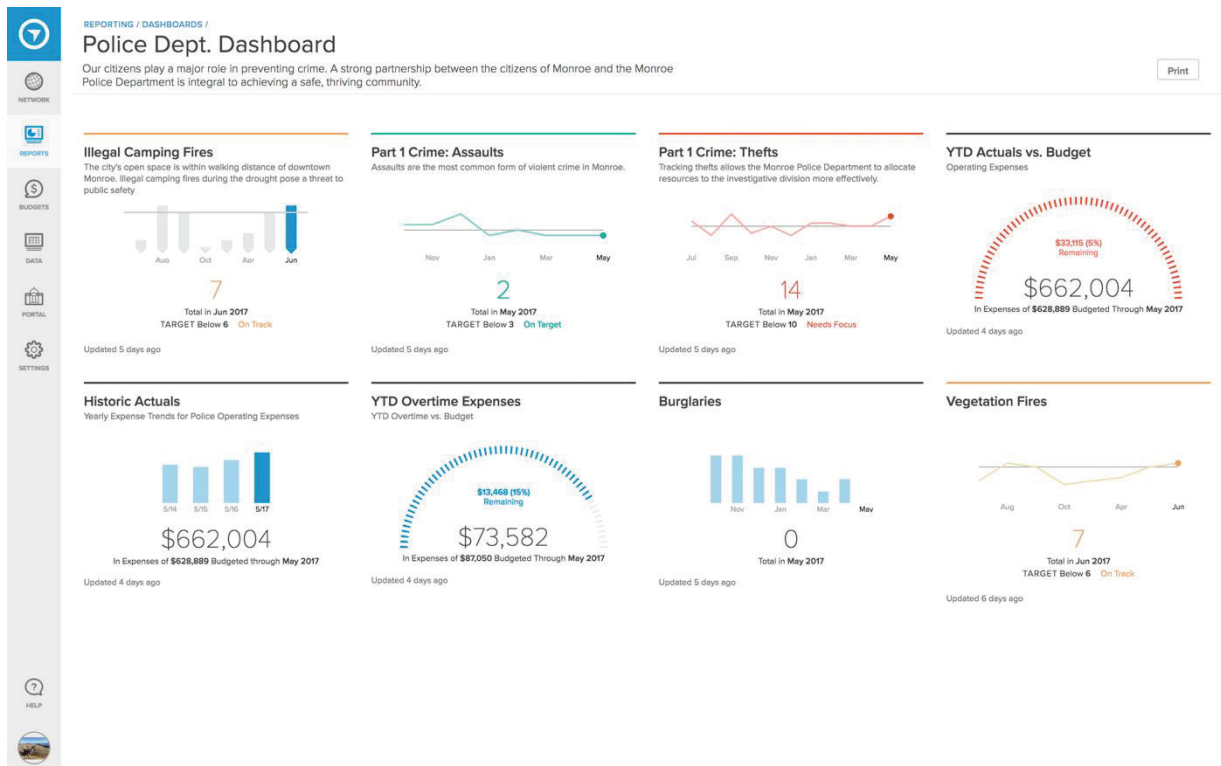 REPORTING / DASHBOARDS /
Police Dept. Dashboard
Our citizens play a major role in preventing crime. A strong partnership between the citizens of Monroe and the Monroe
Police Department is integral to achieving a safe, thriving community.
Print
NETWORK
REPORTS
BUDGETS
DATA
PORTAL
SETTINGS
HELP
Illegal Camping Fires
The city's open space is within walking distance of downtown
Monroe. Illegal camping fires during the drought pose a threat to
public safety
Aug Oct Apr Jun
7
Total in Jun 2017
TARGET Below 6 On Track
Updated 5 days ago
Part 1 Crime: Assaults
Assaults are the most common form of violent crime in Monroe.
Nov Jan Mar May
2
Total in May 2017
TARGET Below 3 On Target
Updated 5 days ago
Part 1 Crime: Thefts
Tracking thefts allows the Monroe Police Department to allocate
resources to the investigative division more effectively.
Jul Sep Nov Jan Mar May
14
Total in May 2017
TARGET Below 10 Needs Focus
Updated 5 days ago
YTD Actuals vs. Budget
Operating Expenses
$33,115 (5%)
Remaining
$662,004
In Expenses of $628,889 Budgeted Through May 2017
Updated 4 days ago
Historic Actuals
Yearly Expense Trends for Police Operating Expenses
5/14 5/15 5/16 5/17
$662,004
In Expenses of $628,889 Budgeted through May 2017
Updated 4 days ago
YTD Overtime Expenses
YTD Overtime vs. Budget
$13,468 (15%)
Remaining
$73,582
In Expenses of $87,050 Budgeted Through May 2017
Updated 4 days ago
Burglaries
Nov Jan Mar May
0
Total in May 2017
Updated 5 days ago
Vegetation Fires
Aug Oct Apr Jun
7
Total in Jun 2017
TARGET Below 6 On Track
Updated 6 days ago